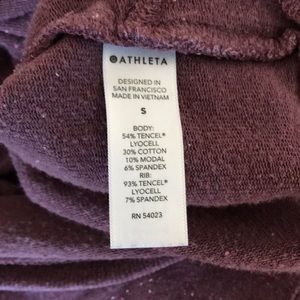 ATHLETA
DESIGNED IN
SAN FRANCISCO
MADE IN VIETNAM
S
BODY:
54% TENCEL®
LYOCELL
30% COTTON
10% MODAL
6% SPANDEX
RIB:
93% TENCEL®
LYOCELL
7% SPANDEX
RN 54023